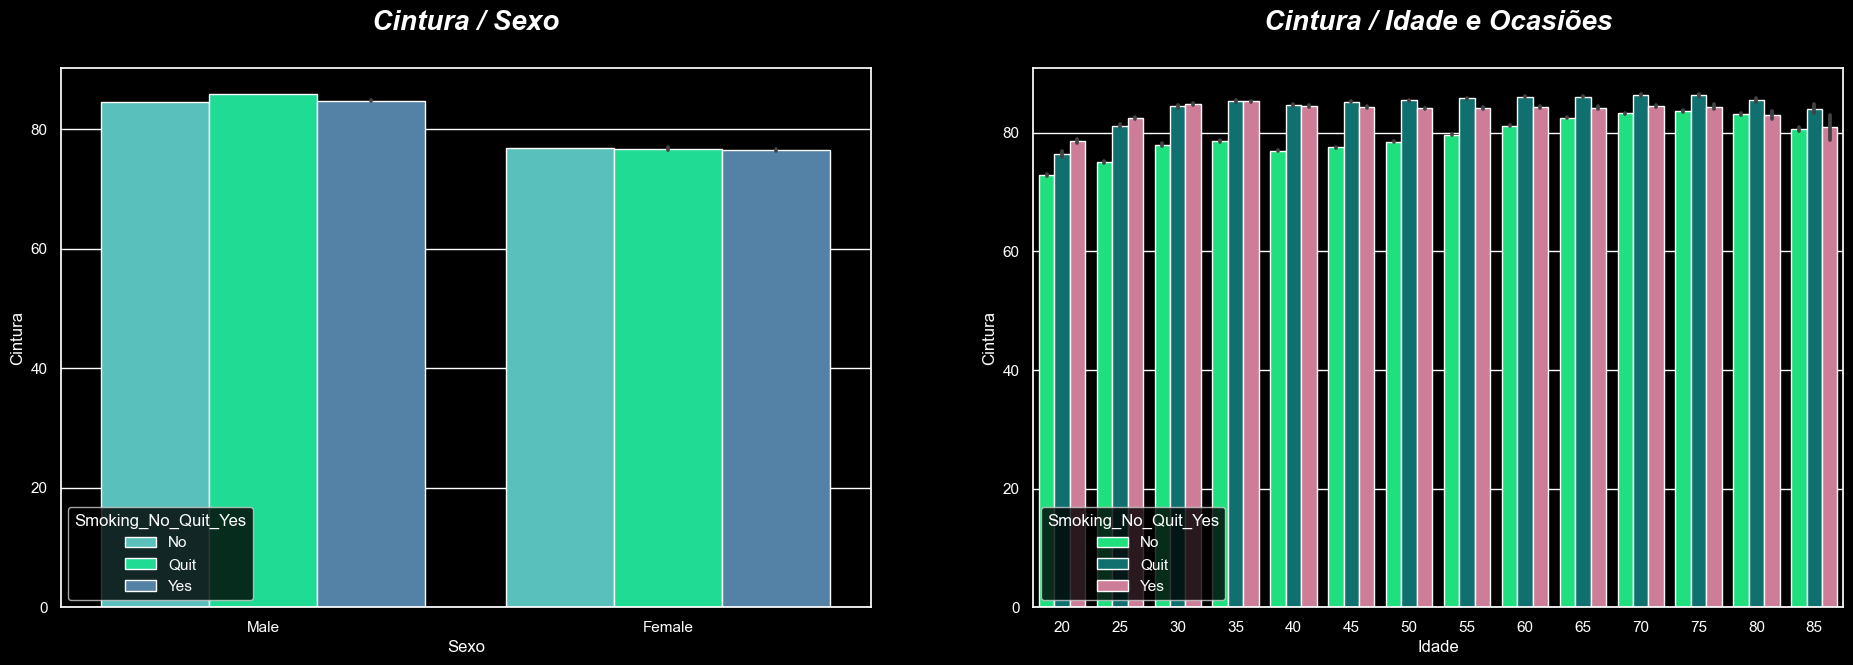 Cintura / Sexo
Cintura
80
60
40
20
0
Smoking_No_Quit_Yes
No
Quit
Yes
Male Female
Sexo
Cintura / Idade e Ocasiões
Cintura
80
60
40
20
0
Smoking_No_Quit_Yes
No
Quit
Yes
20 25 30 35 40 45 50 55 60 65 70 75 80 85
Idade